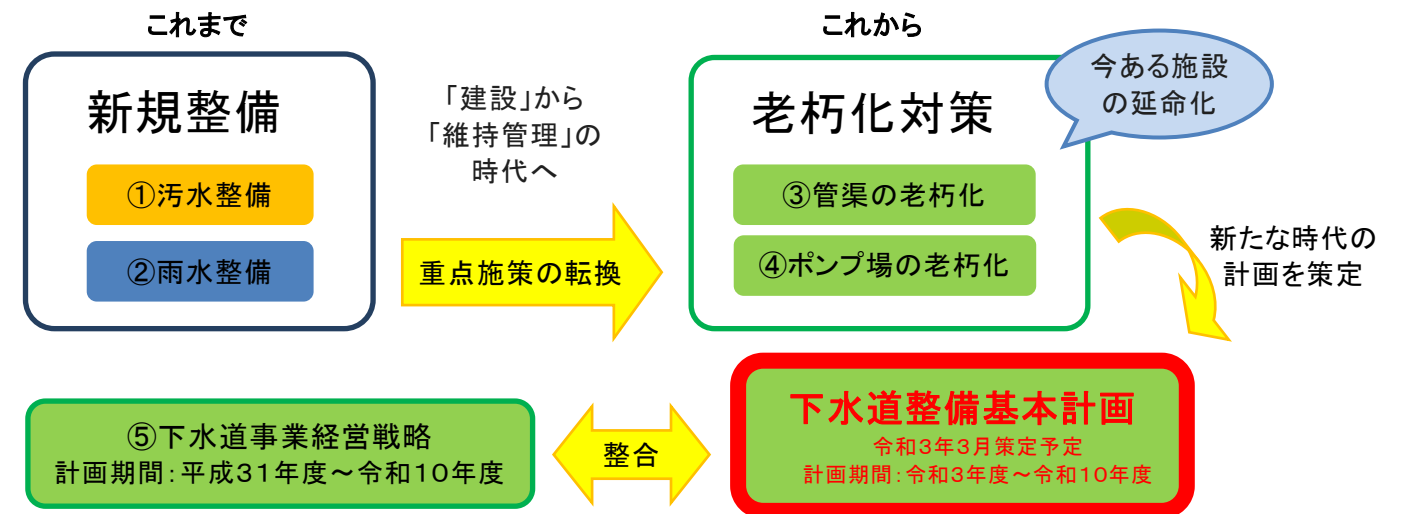 これまで
新規整備
①汚水整備
②雨水整備
「建設」から
「維持管理」の
時代へ
重点施策の転換
これから
今ある施設
の延命化
老朽化対策
③管渠の老朽化
④ポンプ場の老朽化
新たな時代の
計画を策定
⑤下水道事業経営戦略
計画期間:平成31年度～令和10年度
整合
下水道整備基本計画
令和3年3月策定予定
計画期間:令和3年度～令和10年度